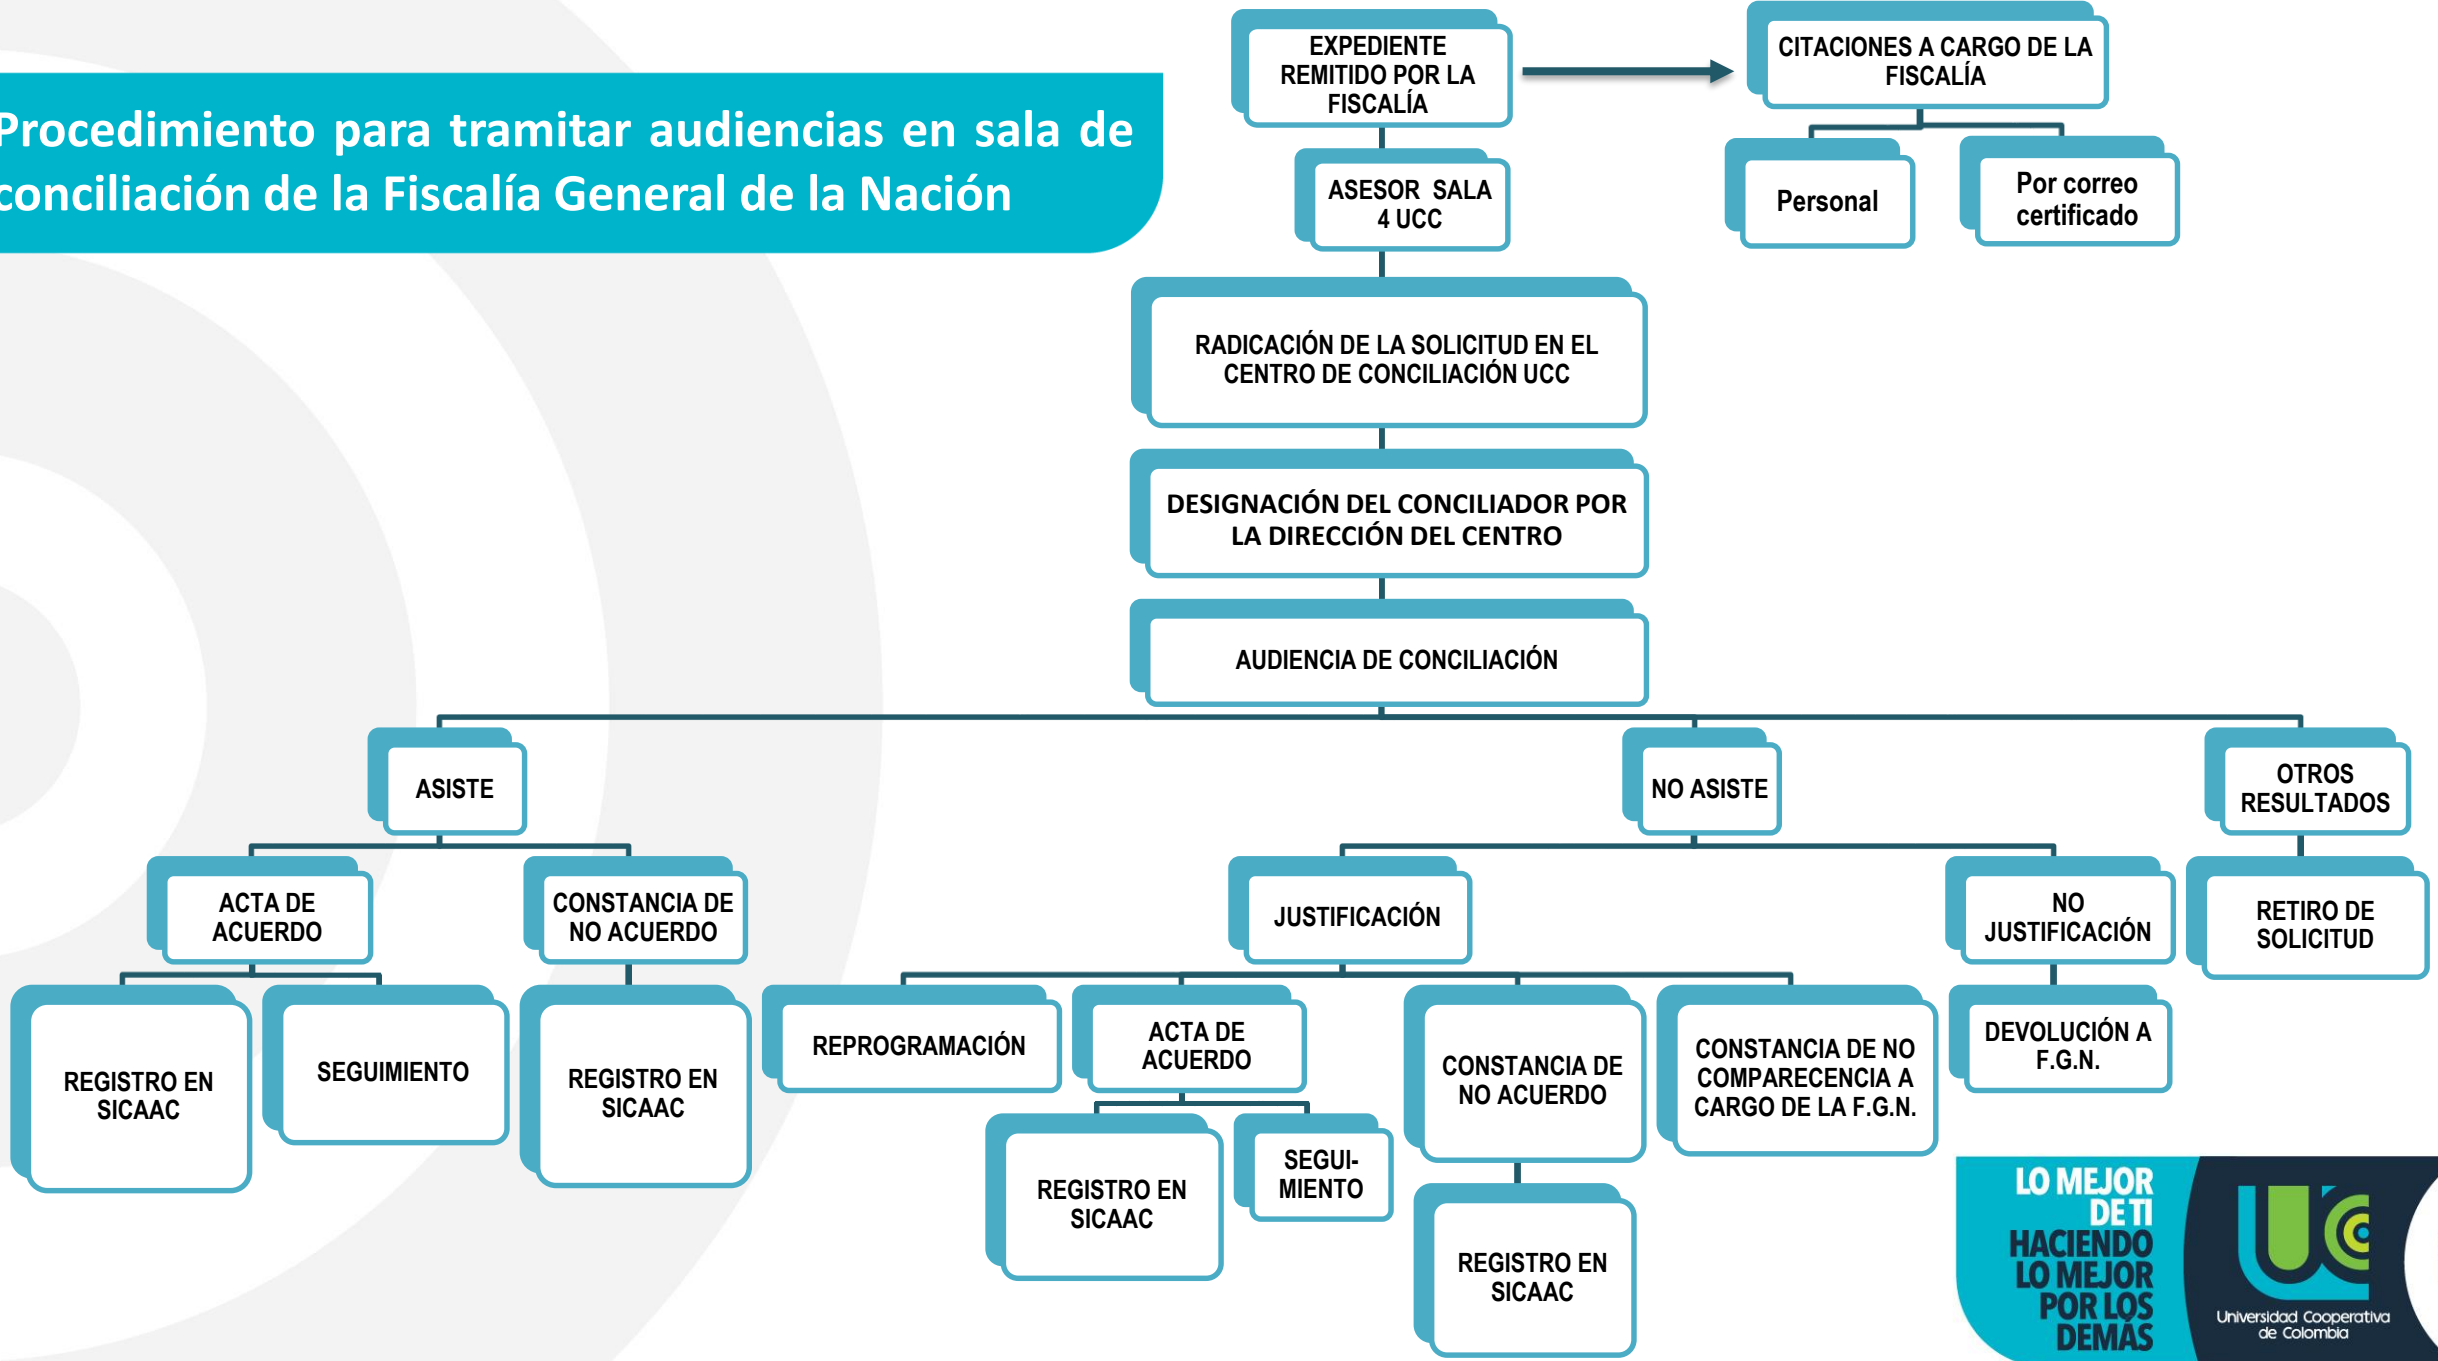 Procedimiento para tramitar audiencias en sala de
conciliación de la Fiscalía General de la Nación
EXPEDIENTE
REMITIDO POR LA
FISCALÍA
CITACIONES A CARGO DE LA
FISCALÍA
Personal
Por correo
certificado
ASESOR SALA
4 UCC
RADICACIÓN DE LA SOLICITUD EN EL
CENTRO DE CONCILIACIÓN UCC
DESIGNACIÓN DEL CONCILIADOR POR
LA DIRECCIÓN DEL CENTRO
AUDIENCIA DE CONCILIACIÓN
ASISTE
NO ASISTE
OTROS
RESULTADOS
ACTA DE
ACUERDO
CONSTANCIA DE
NO ACUERDO
JUSTIFICACIÓN
NO
JUSTIFICACIÓN
RETIRO DE
SOLICITUD
REGISTRO EN
SICAAC
SEGUIMIENTO
REGISTRO EN
SICAAC
REPROGRAMACIÓN
ACTA DE
ACUERDO
CONSTANCIA DE
NO ACUERDO
CONSTANCIA DE NO
COMPARECENCIA A
CARGO DE LA F.G.N.
DEVOLUCIÓN A
F.G.N.
REGISTRO EN
SICAAC
SEGUI-
MIENTO
REGISTRO EN
SICAAC
LO MEJOR
DE TI
HACIENDO
LO MEJOR
POR LOS
DEMÁS
UCC
Universidad Cooperativa
de Colombia